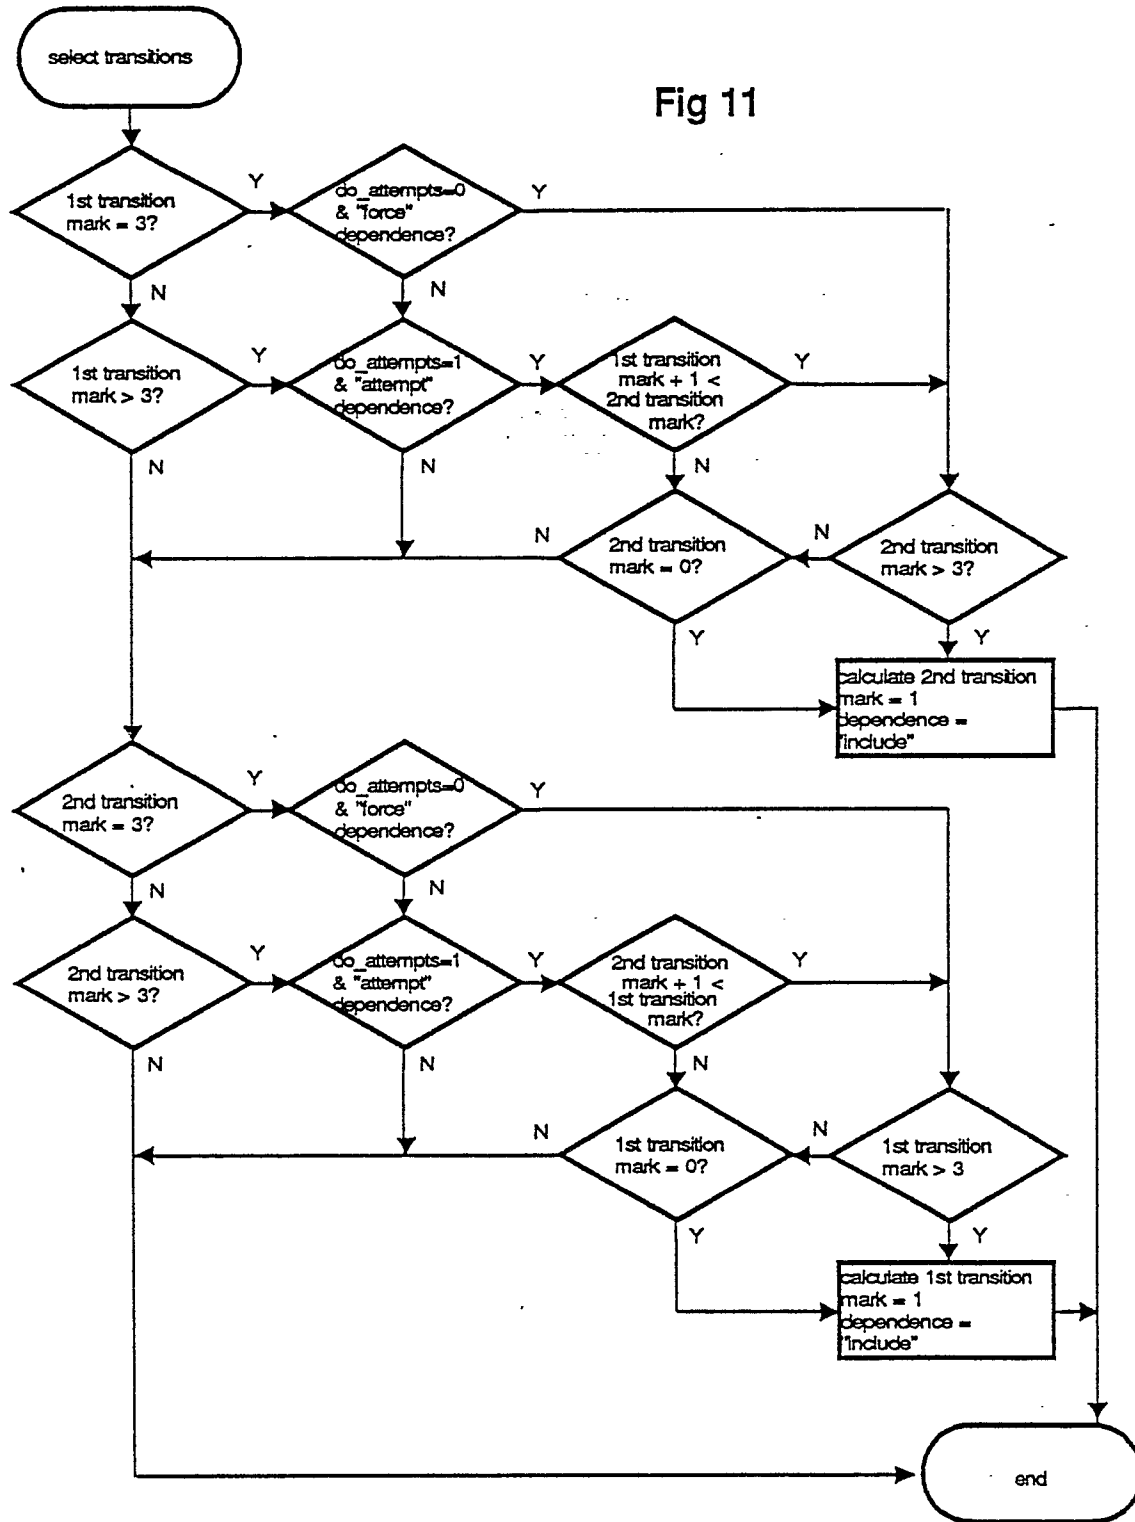 select transitions
Fig 11
1st transition
mark = 3?
Y
do_attempts=0
& "force"
dependence?
Y
N
N
1st transition
mark > 3?
Y
do_attempts=1
& "attempt"
dependence?
Y
1st transition
mark + 1 <
2nd transition
mark?
Y
N
N
N
N
2nd transition
mark = 0?
N
2nd transition
mark > 3?
Y
Y
calculate 2nd transition
mark = 1
dependence =
"include"
2nd transition
mark = 3?
Y
do_attempts=0
& "force"
dependence?
Y
N
N
2nd transition
mark > 3?
Y
do_attempts=1
& "attempt"
dependence?
Y
2nd transition
mark + 1 <
1st transition
mark?
Y
N
N
N
N
1st transition
mark = 0?
N
1st transition
mark > 3
Y
Y
calculate 1st transition
mark = 1
dependence =
"include"
end